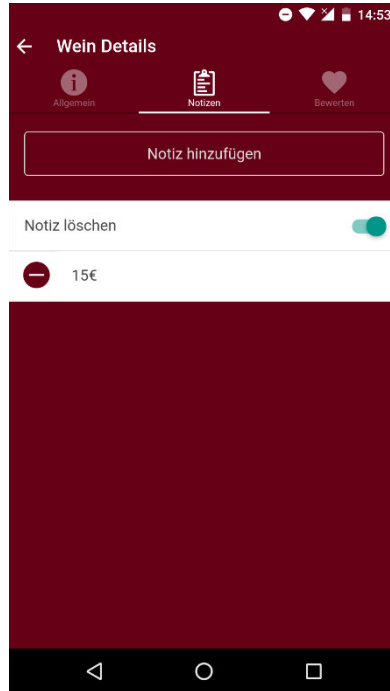 14:53
Wein Details
Allgemein
Notizen
Bewerten
Notiz hinzufügen
Notiz löschen
15€